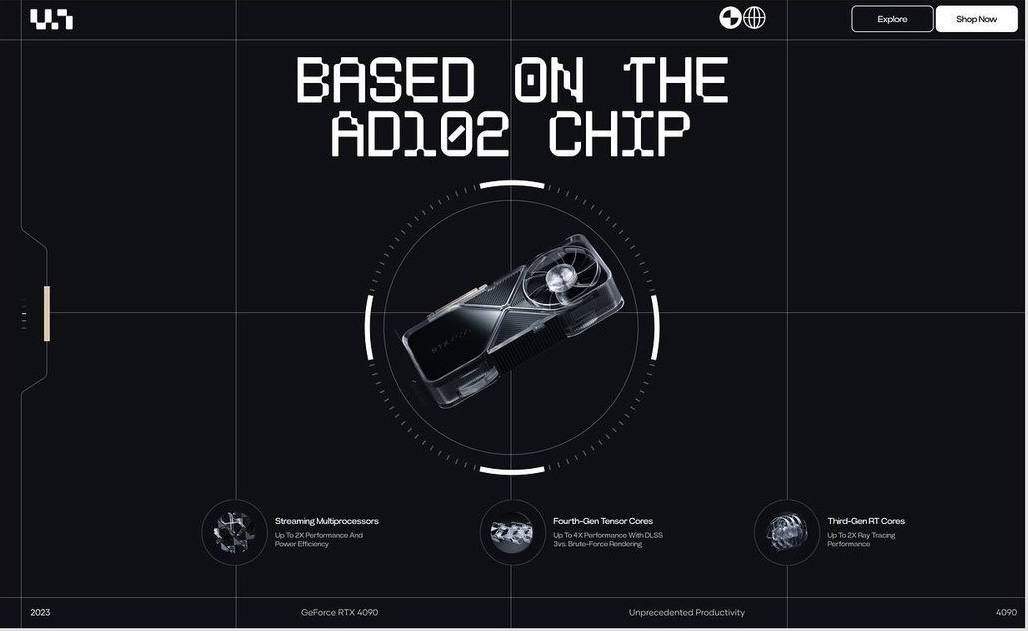 Explore
Shop Now
BASED ON THE
AD102 CHIP
Streaming Multiprocessors
Up To 2X Performance And
Power Efficiency
Fourth-Gen Tensor Cores
Up To 4X Performance With DLSS
3vs. Brute-Force Rendering
Third-Gen RT Cores
Up To 2X Ray Tracing
Performance
2023
GeForce RTX 4090
Unprecedented Productivity
4090